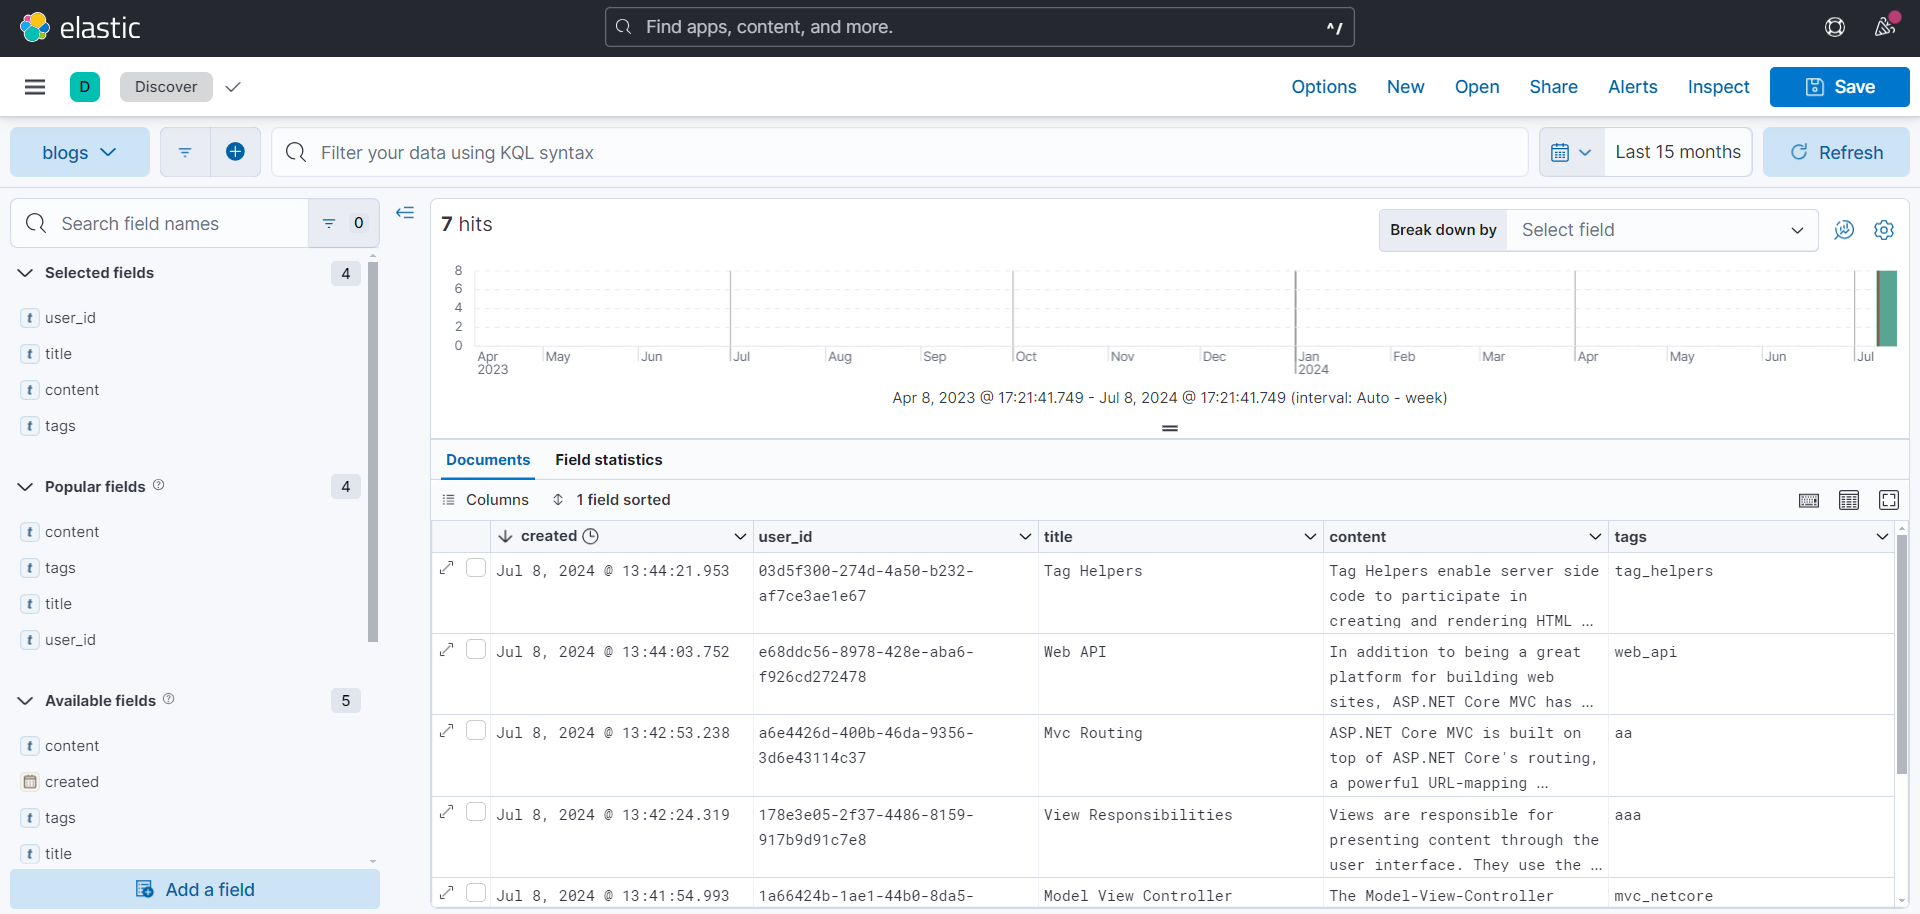 elastic
Find apps, content, and more.
^/
D
Discover
Options
New
Open
Share
Alerts
Inspect
Save
blogs
Filter your data using KQL syntax
Last 15 months
Refresh
Search field names
0
Selected fields
4
t user_id
t title
t content
t tags
Popular fields
4
t content
t tags
t title
t user_id
Available fields
5
t content
created
t tags
t title
Add a field
7 hits
Break down by
Select field
8
6
4
2
0
Apr
2023
May
Jun
Jul
Aug
Sep
Oct
Nov
Dec
Jan
2024
Feb
Mar
Apr
May
Jun
Jul
Apr 8, 2023 @ 17:21:41.749 - Jul 8, 2024 @ 17:21:41.749 (interval: Auto - week)
Documents
Field statistics
Columns
1 field sorted
created
user_id
title
content
tags
Jul 8, 2024 @ 13:44:21.953
03d5f300-274d-4a50-b232-
af7ce3ae1e67
Tag Helpers
Tag Helpers enable server side
code to participate in
creating and rendering HTML ...
tag_helpers
Jul 8, 2024 @ 13:44:03.752
e68ddc56-8978-428e-aba6-
f926cd272478
Web API
In addition to being a great
platform for building web
sites, ASP.NET Core MVC has ...
web_api
Jul 8, 2024 @ 13:42:53.238
a6e4426d-400b-46da-9356-
3d6e43114c37
Mvc Routing
ASP.NET Core MVC is built on
top of ASP.NET Core's routing,
a powerful URL-mapping ...
aa
Jul 8, 2024 @ 13:42:24.319
178e3e05-2f37-4486-8159-
917b9d91c7e8
View Responsibilities
Views are responsible for
presenting content through the
user interface. They use the ...
aaa
Jul 8, 2024 @ 13:41:54.993
1a66424b-1ae1-44b0-8da5-
Model View Controller
The Model-View-Controller
mvc_netcore